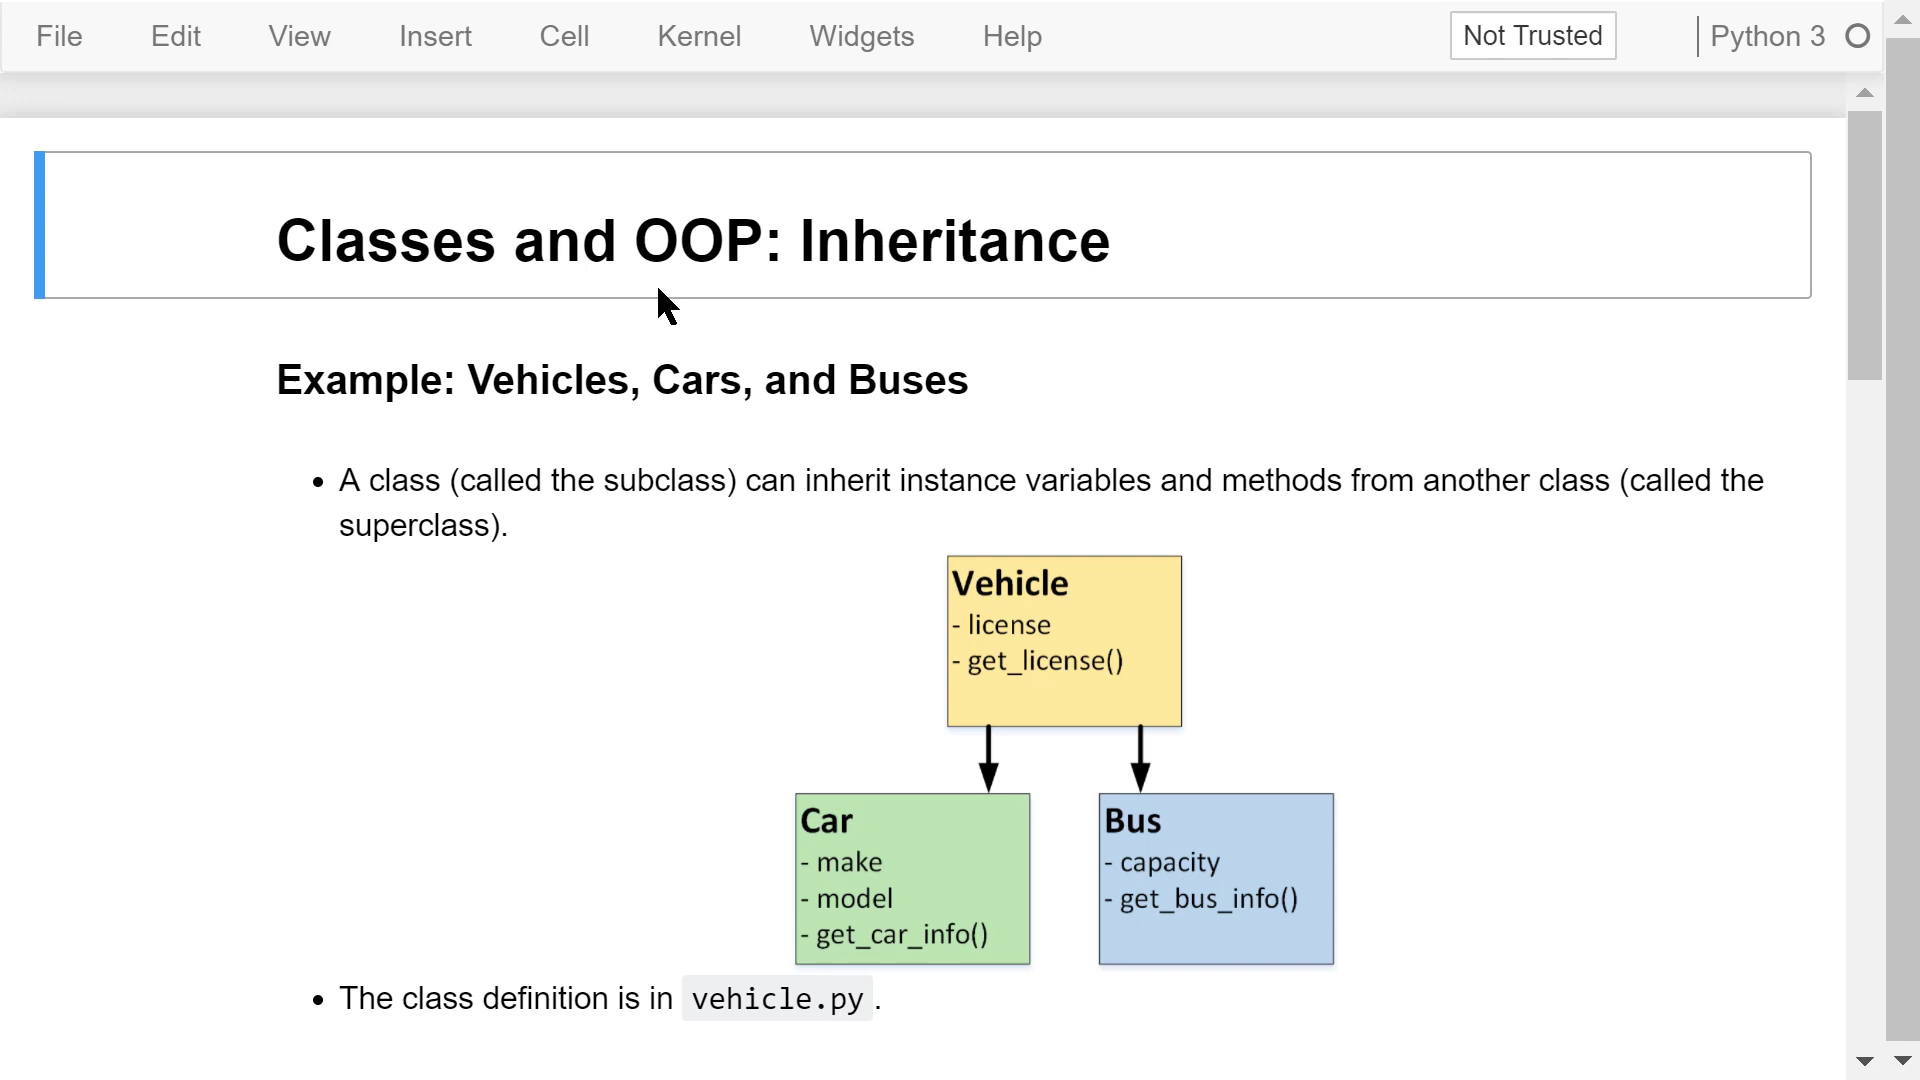 File Edit View Insert Cell Kernel Widgets Help Not Trusted Python 3
Classes and OOP: Inheritance
Example: Vehicles, Cars, and Buses
• A class (called the subclass) can inherit instance variables and methods from another class (called the
superclass).
Vehicle
- license
- get_license()
Car
- make
- model
- get_car_info()
Bus
- capacity
- get_bus_info()
• The class definition is in vehicle.py.